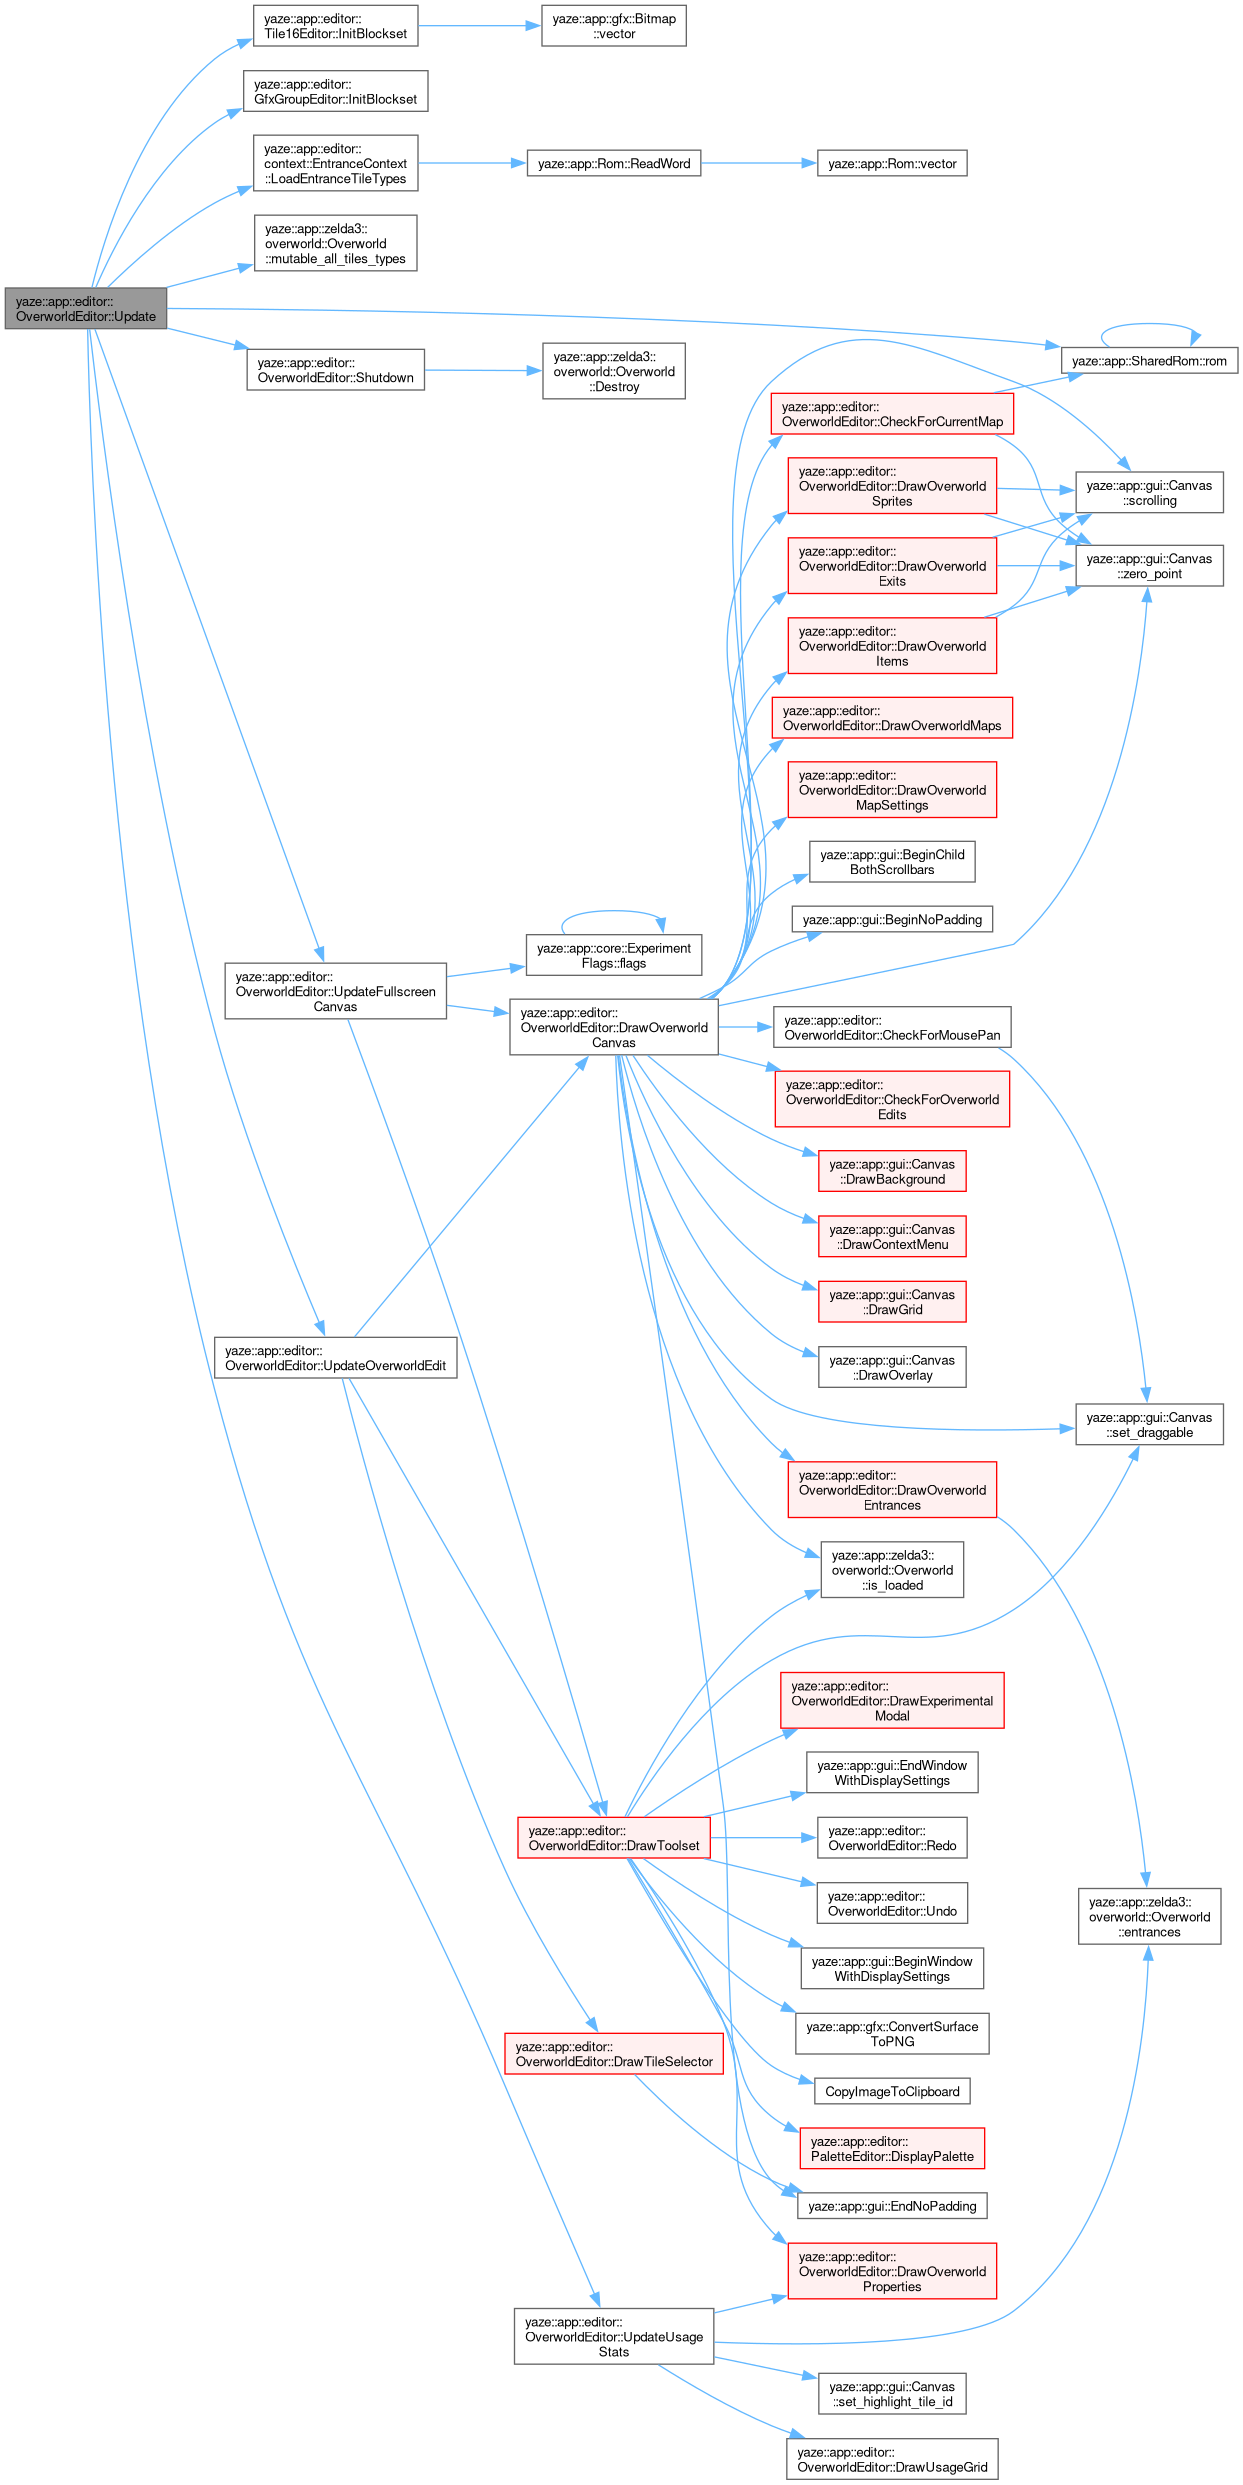 yaze::app::editor::
Tile16Editor::InitBlockset
yaze::app::gfx::Bitmap
::vector
yaze::app::editor::
GfxGroupEditor::InitBlockset
yaze::app::editor::
context::EntranceContext
::LoadEntranceTileTypes
yaze::app::Rom::ReadWord
yaze::app::Rom::vector
yaze::app::zelda3::
overworld::Overworld
::mutable_all_tiles_types
yaze::app::editor::
OverworldEditor::Update
yaze::app::editor::
OverworldEditor::Shutdown
yaze::app::zelda3::
overworld::Overworld
::Destroy
yaze::app::SharedRom::rom
yaze::app::editor::
OverworldEditor::CheckForCurrentMap
yaze::app::editor::
OverworldEditor::DrawOverworld
Sprites
yaze::app::gui::Canvas
::scrolling
yaze::app::editor::
OverworldEditor::DrawOverworld
Exits
yaze::app::gui::Canvas
::zero_point
yaze::app::editor::
OverworldEditor::DrawOverworld
Items
yaze::app::editor::
OverworldEditor::DrawOverworldMaps
yaze::app::editor::
OverworldEditor::DrawOverworld
MapSettings
yaze::app::gui::BeginChild
BothScrollbars
yaze::app::gui::BeginNoPadding
yaze::app::core::Experiment
Flags::flags
yaze::app::editor::
OverworldEditor::UpdateFullscreen
Canvas
yaze::app::editor::
OverworldEditor::DrawOverworld
Canvas
yaze::app::editor::
OverworldEditor::CheckForMousePan
yaze::app::editor::
OverworldEditor::CheckForOverworld
Edits
yaze::app::gui::Canvas
::DrawBackground
yaze::app::gui::Canvas
::DrawContextMenu
yaze::app::gui::Canvas
::DrawGrid
yaze::app::editor::
OverworldEditor::UpdateOverworldEdit
yaze::app::gui::Canvas
::DrawOverlay
yaze::app::gui::Canvas
::set_draggable
yaze::app::editor::
OverworldEditor::DrawOverworld
Entrances
yaze::app::zelda3::
overworld::Overworld
::is_loaded
yaze::app::editor::
OverworldEditor::DrawExperimental
Modal
yaze::app::gui::EndWindow
WithDisplaySettings
yaze::app::editor::
OverworldEditor::DrawToolset
yaze::app::editor::
OverworldEditor::Redo
yaze::app::editor::
OverworldEditor::Undo
yaze::app::zelda3::
overworld::Overworld
::entrances
yaze::app::gui::BeginWindow
WithDisplaySettings
yaze::app::gfx::ConvertSurface
ToPNG
yaze::app::editor::
OverworldEditor::DrawTileSelector
CopyImageToClipboard
yaze::app::editor::
PaletteEditor::DisplayPalette
yaze::app::gui::EndNoPadding
yaze::app::editor::
OverworldEditor::DrawOverworld
Properties
yaze::app::editor::
OverworldEditor::UpdateUsage
Stats
yaze::app::gui::Canvas
::set_highlight_tile_id
yaze::app::editor::
OverworldEditor::DrawUsageGrid